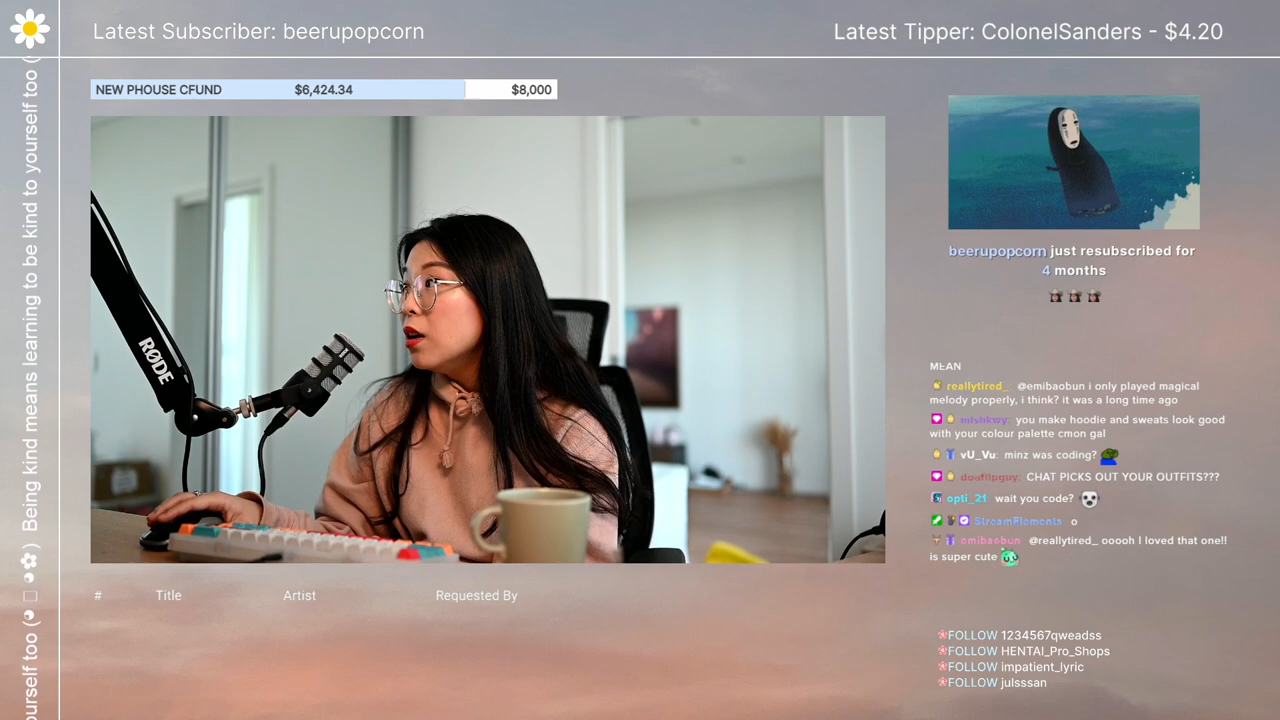 Latest Subscriber: beerupopcorn
Latest Tipper: ColonelSanders - $4.20
Being kind means learning to be kind to yourself too (
ourself too (
NEW PHOUSE CFUND $6,424.34 $8,000
RØDE
beerupopcorn just resubscribed for
4 months
MEAN
reallytired_ @emibaobun i only played magical
melody properly, i think? it was a long time ago
mishkwy: you make hoodie and sweats look good
with your colour palette cmon gal
vU_Vu: minz was coding?
doaflipguy: CHAT PICKS OUT YOUR OUTFITS???
opti_21: wait you code?
StreamElements: o
emibaobun @reallytired_ ooooh I loved that one!!
is super cute
# Title Artist Requested By
FOLLOW 1234567qweadss
FOLLOW HENTAI_Pro_Shops
FOLLOW impatient_lyric
FOLLOW julsssan